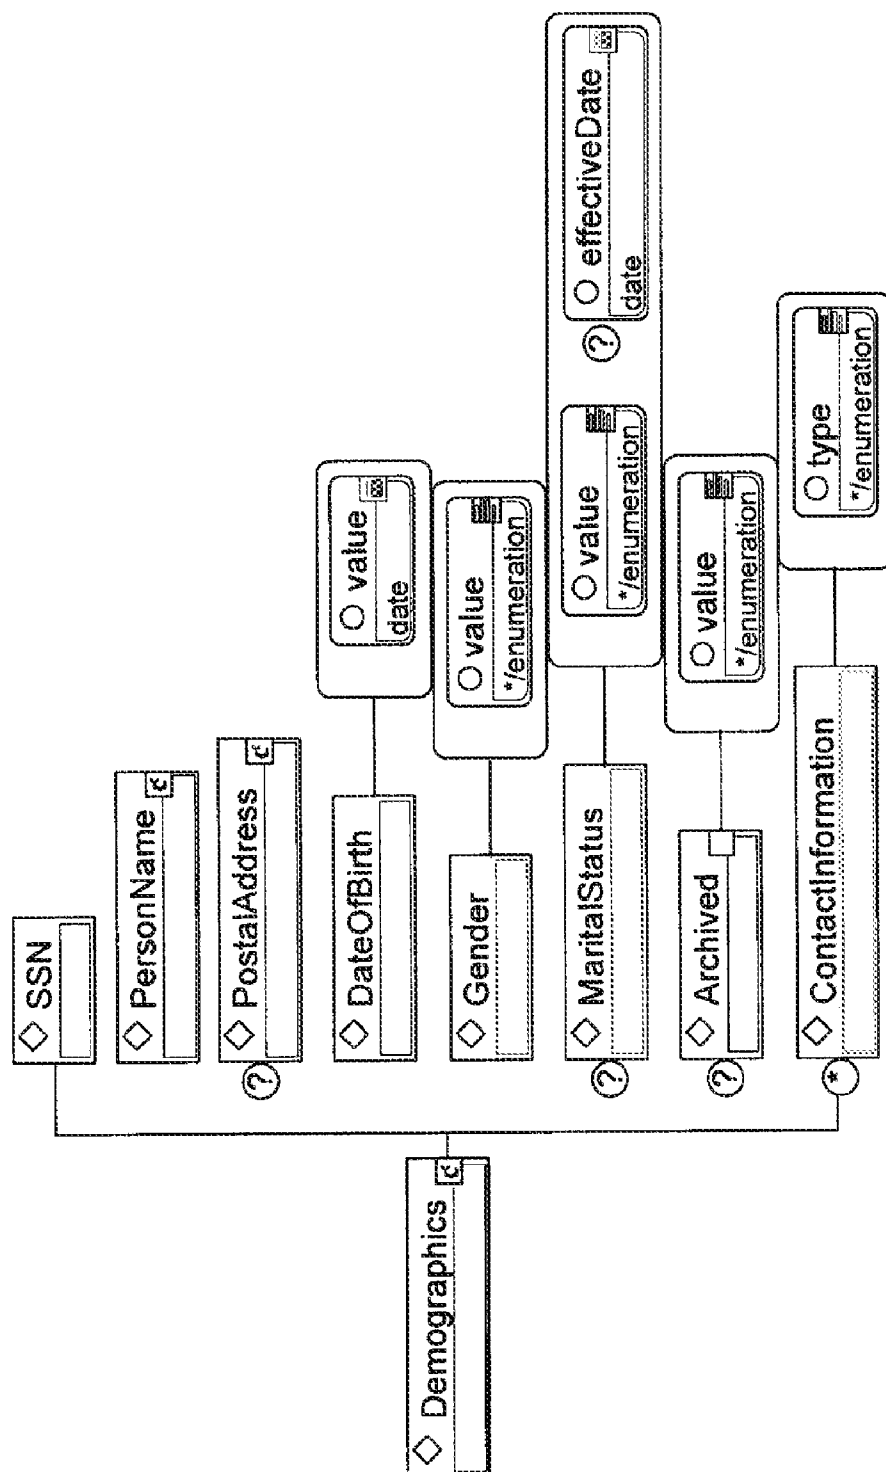 Demographics
SSN
PersonName
? PostalAddress
DateOfBirth
value
date
Gender
value
*/enumeration
? MaritalStatus
value
*/enumeration
? effectiveDate
date
? Archived
value
*/enumeration
* ContactInformation
type
*/enumeration